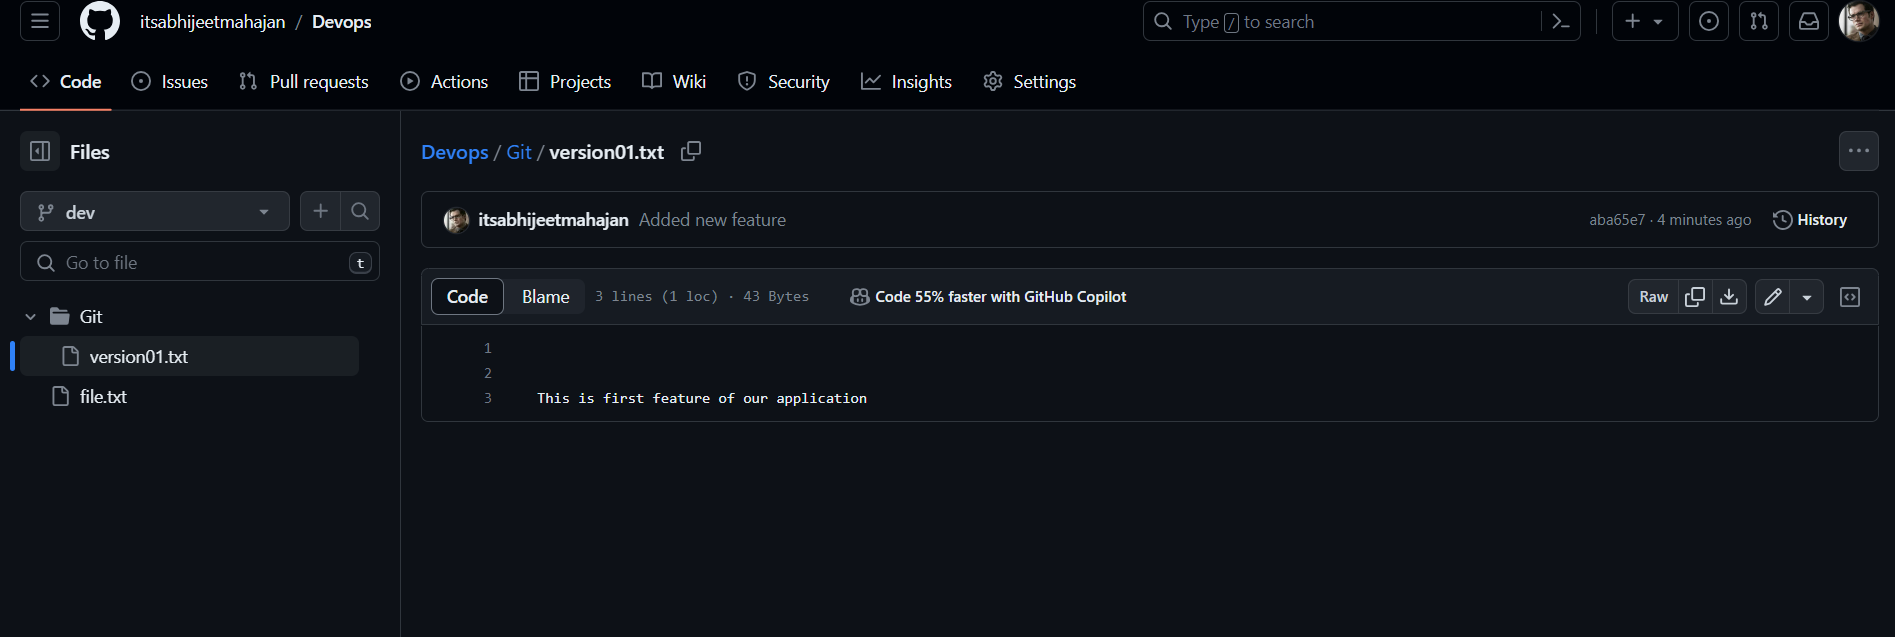 itsabhijeetmahajan / Devops
Type / to search
Code Issues Pull requests Actions Projects Wiki Security Insights Settings
Files
dev
Go to file t
Git
version01.txt
file.txt
Devops / Git / version01.txt
itsabhijeetmahajan Added new feature
aba65e7 · 4 minutes ago History
Code Blame 3 lines (1 loc) · 43 Bytes Code 55% faster with GitHub Copilot Raw
1
2
3 This is first feature of our application